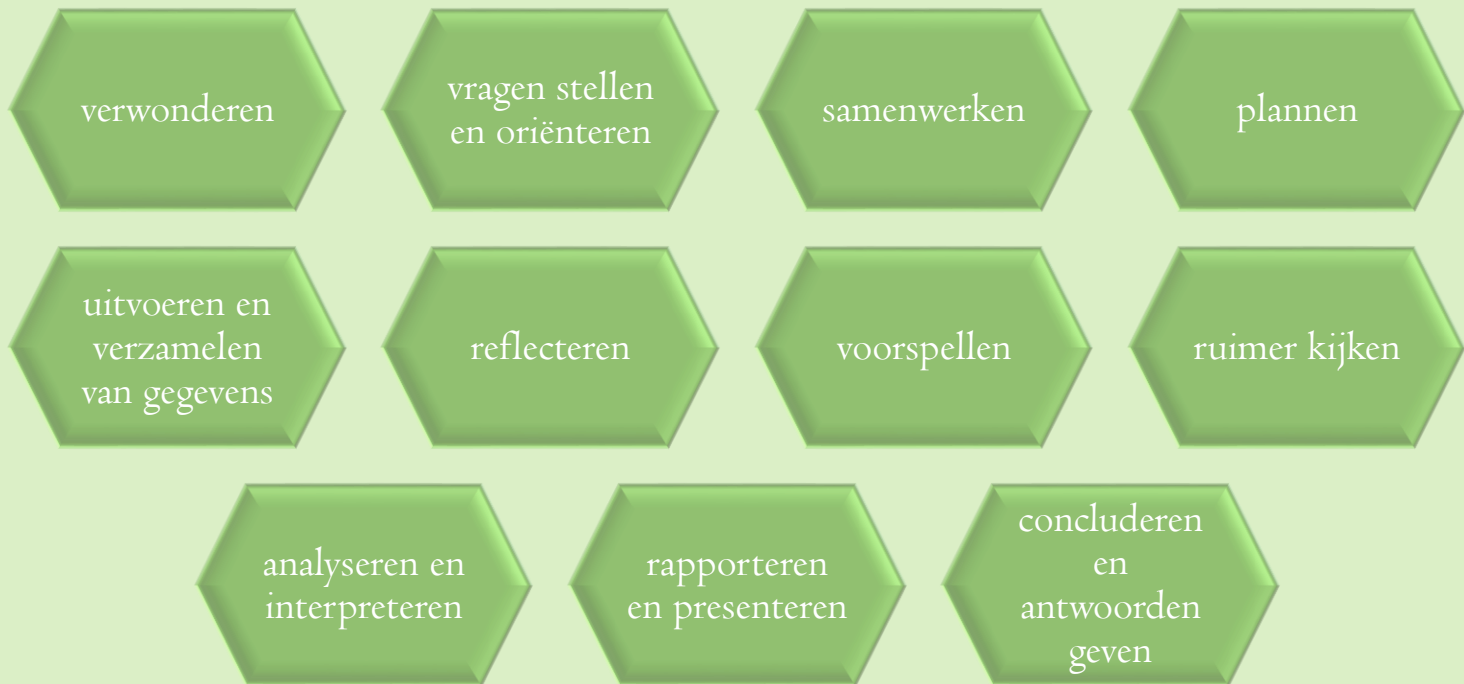 verwonderen
vragen stellen
en oriënteren
samenwerken
plannen
uitvoeren en
verzamelen
van gegevens
reflecteren
voorspellen
ruimer kijken
analyseren en
interpreteren
rapporteren
en presenteren
concluderen
en
antwoorden
geven